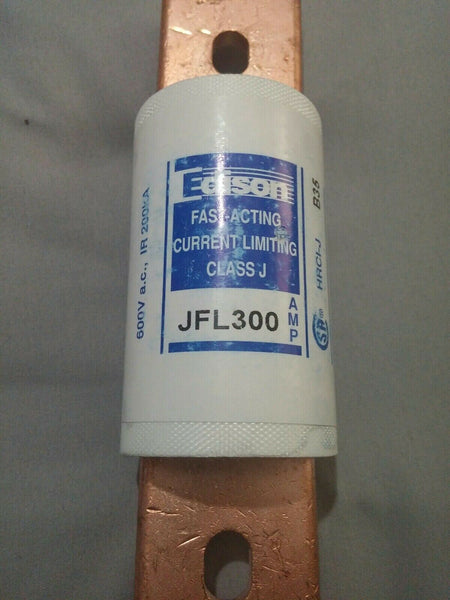 Edison
FAST-ACTING
CURRENT LIMITING
CLASS J
JFL300
AMP
600V a.c., IR 200kA
HRCI-J
B35